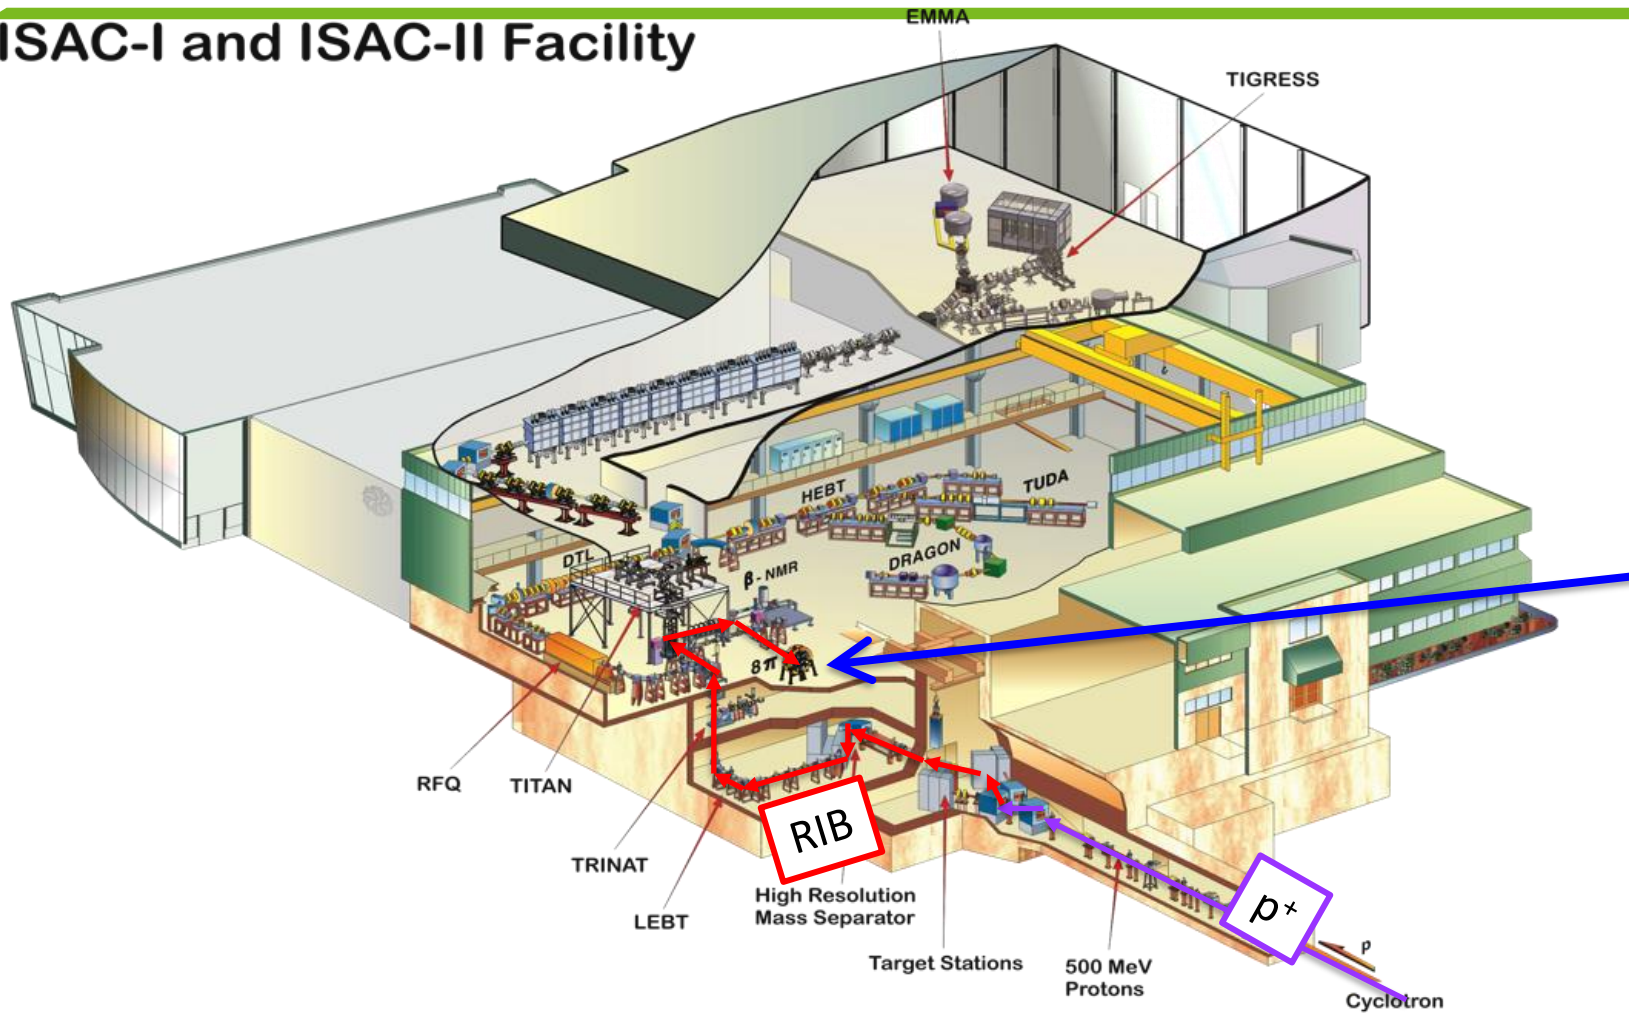 EMMA
ISAC-I and ISAC-II Facility
TIGRESS
HEBT
TUDA
DTL
DRAGON
β-NMR
8π
RFQ
TITAN
RIB
TRINAT
High Resolution
Mass Separator
LEBT
p+
p
Target Stations
500 MeV
Protons
Cyclotron